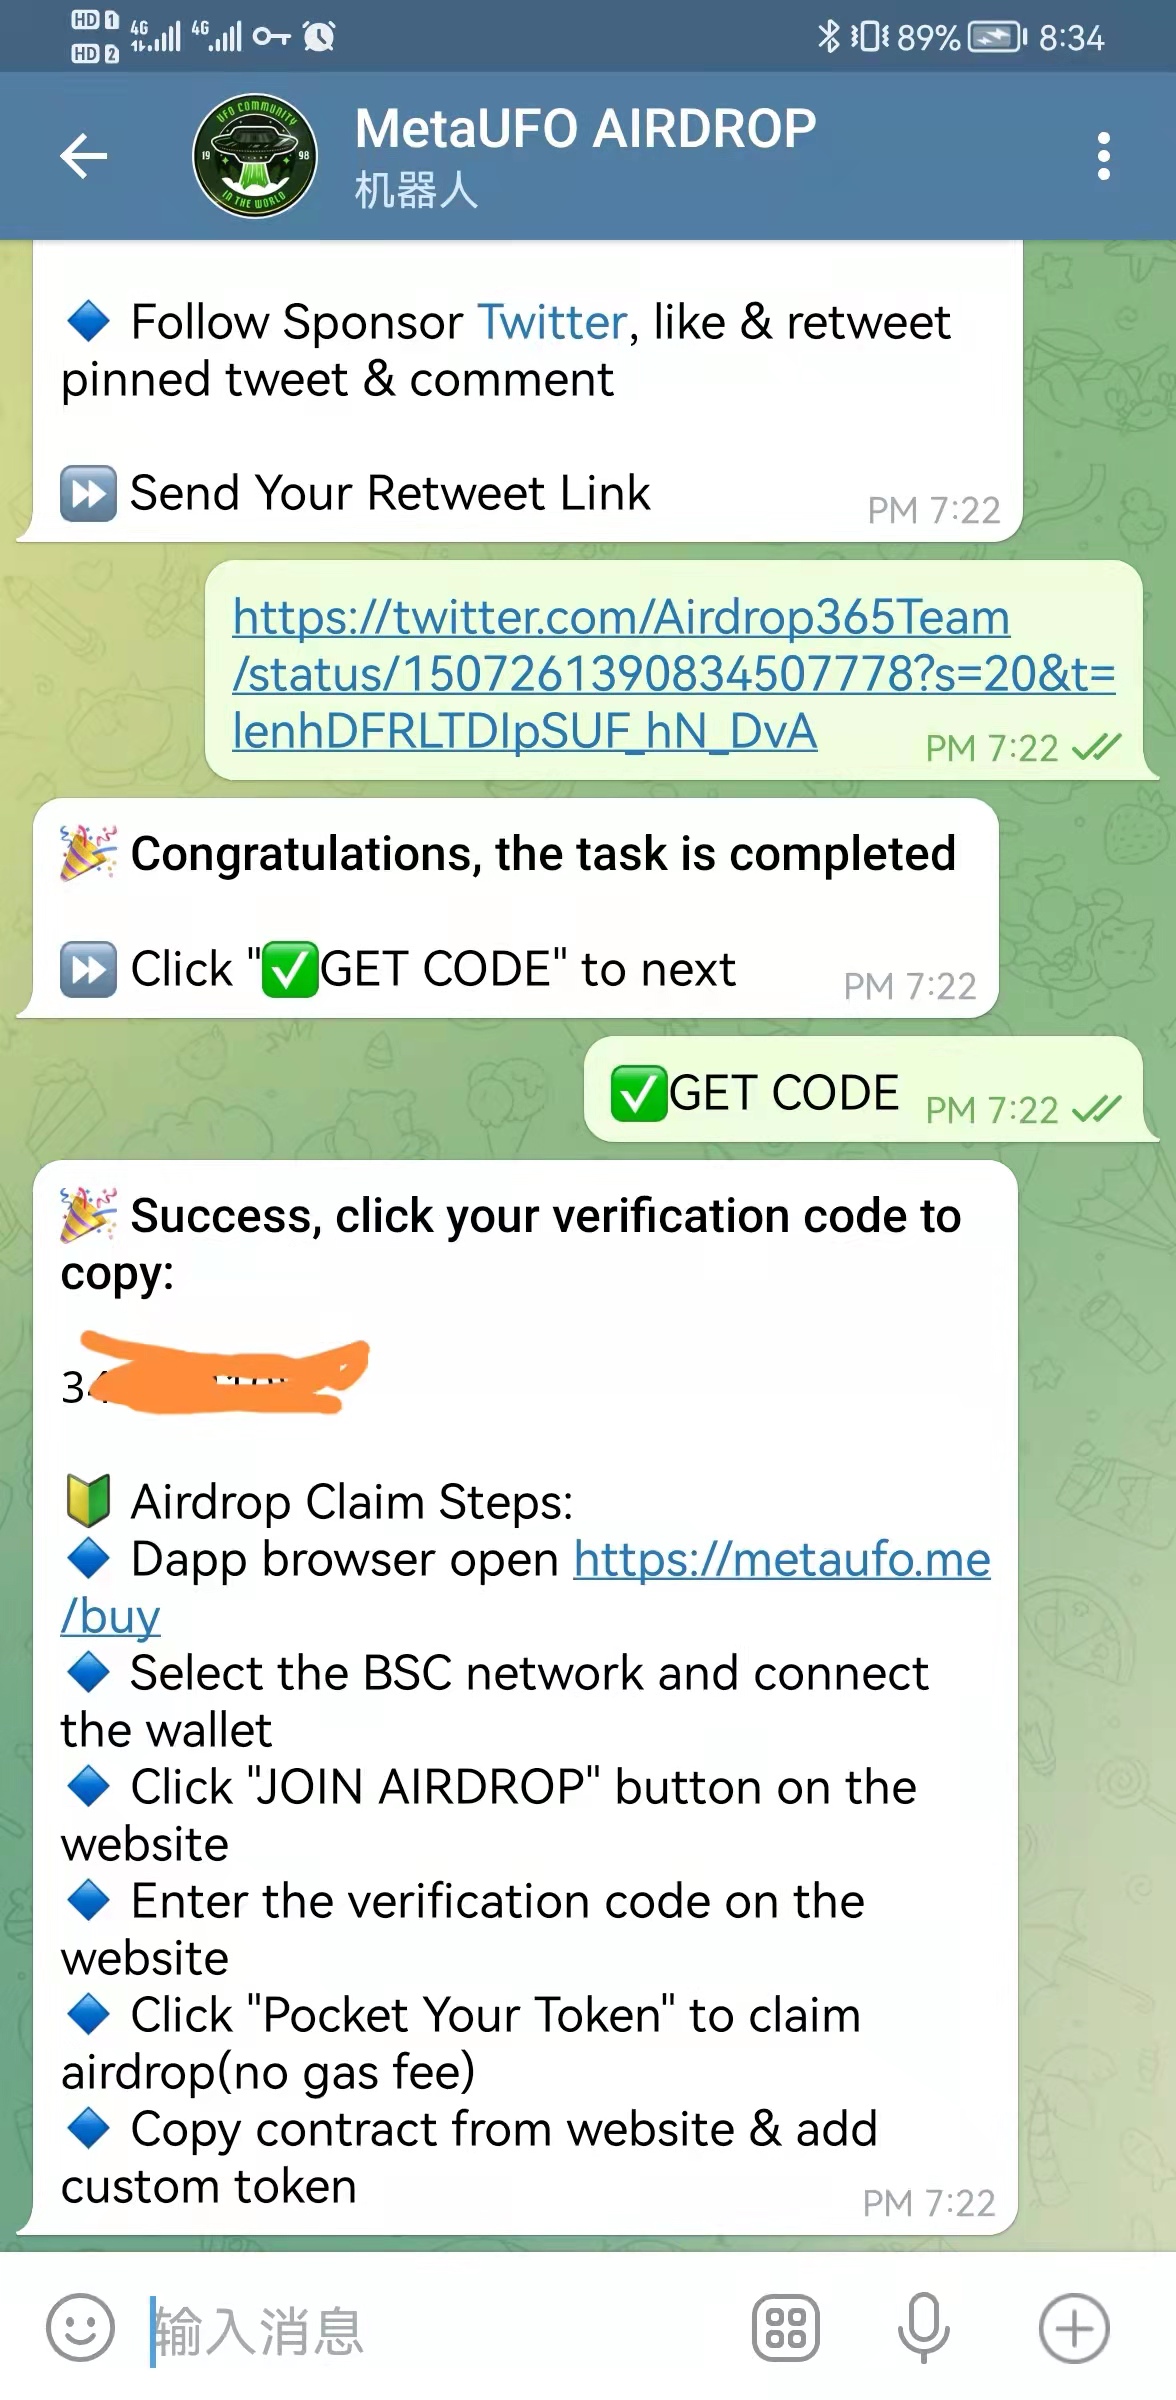 HD 1 4G 4G 89% 8:34
HD 2
UFO COMMUNITY
19 98
IN THE WORLD
MetaUFO AIRDROP
机器人
🔷 Follow Sponsor Twitter, like & retweet
pinned tweet & comment
⏩ Send Your Retweet Link
PM 7:22
https://twitter.com/Airdrop365Team
/status/1507261390834507778?s=20&t=
lenhDFRLTDIpSUF_hN_DvA
PM 7:22
🎉 Congratulations, the task is completed
⏩ Click "✅GET CODE" to next
PM 7:22
✅GET CODE
PM 7:22
🎉 Success, click your verification code to
copy:
🔰 Airdrop Claim Steps:
🔷 Dapp browser open https://metaufo.me
/buy
🔷 Select the BSC network and connect
the wallet
🔷 Click "JOIN AIRDROP" button on the
website
🔷 Enter the verification code on the
website
🔷 Click "Pocket Your Token" to claim
airdrop(no gas fee)
🔷 Copy contract from website & add
custom token
PM 7:22
输入消息